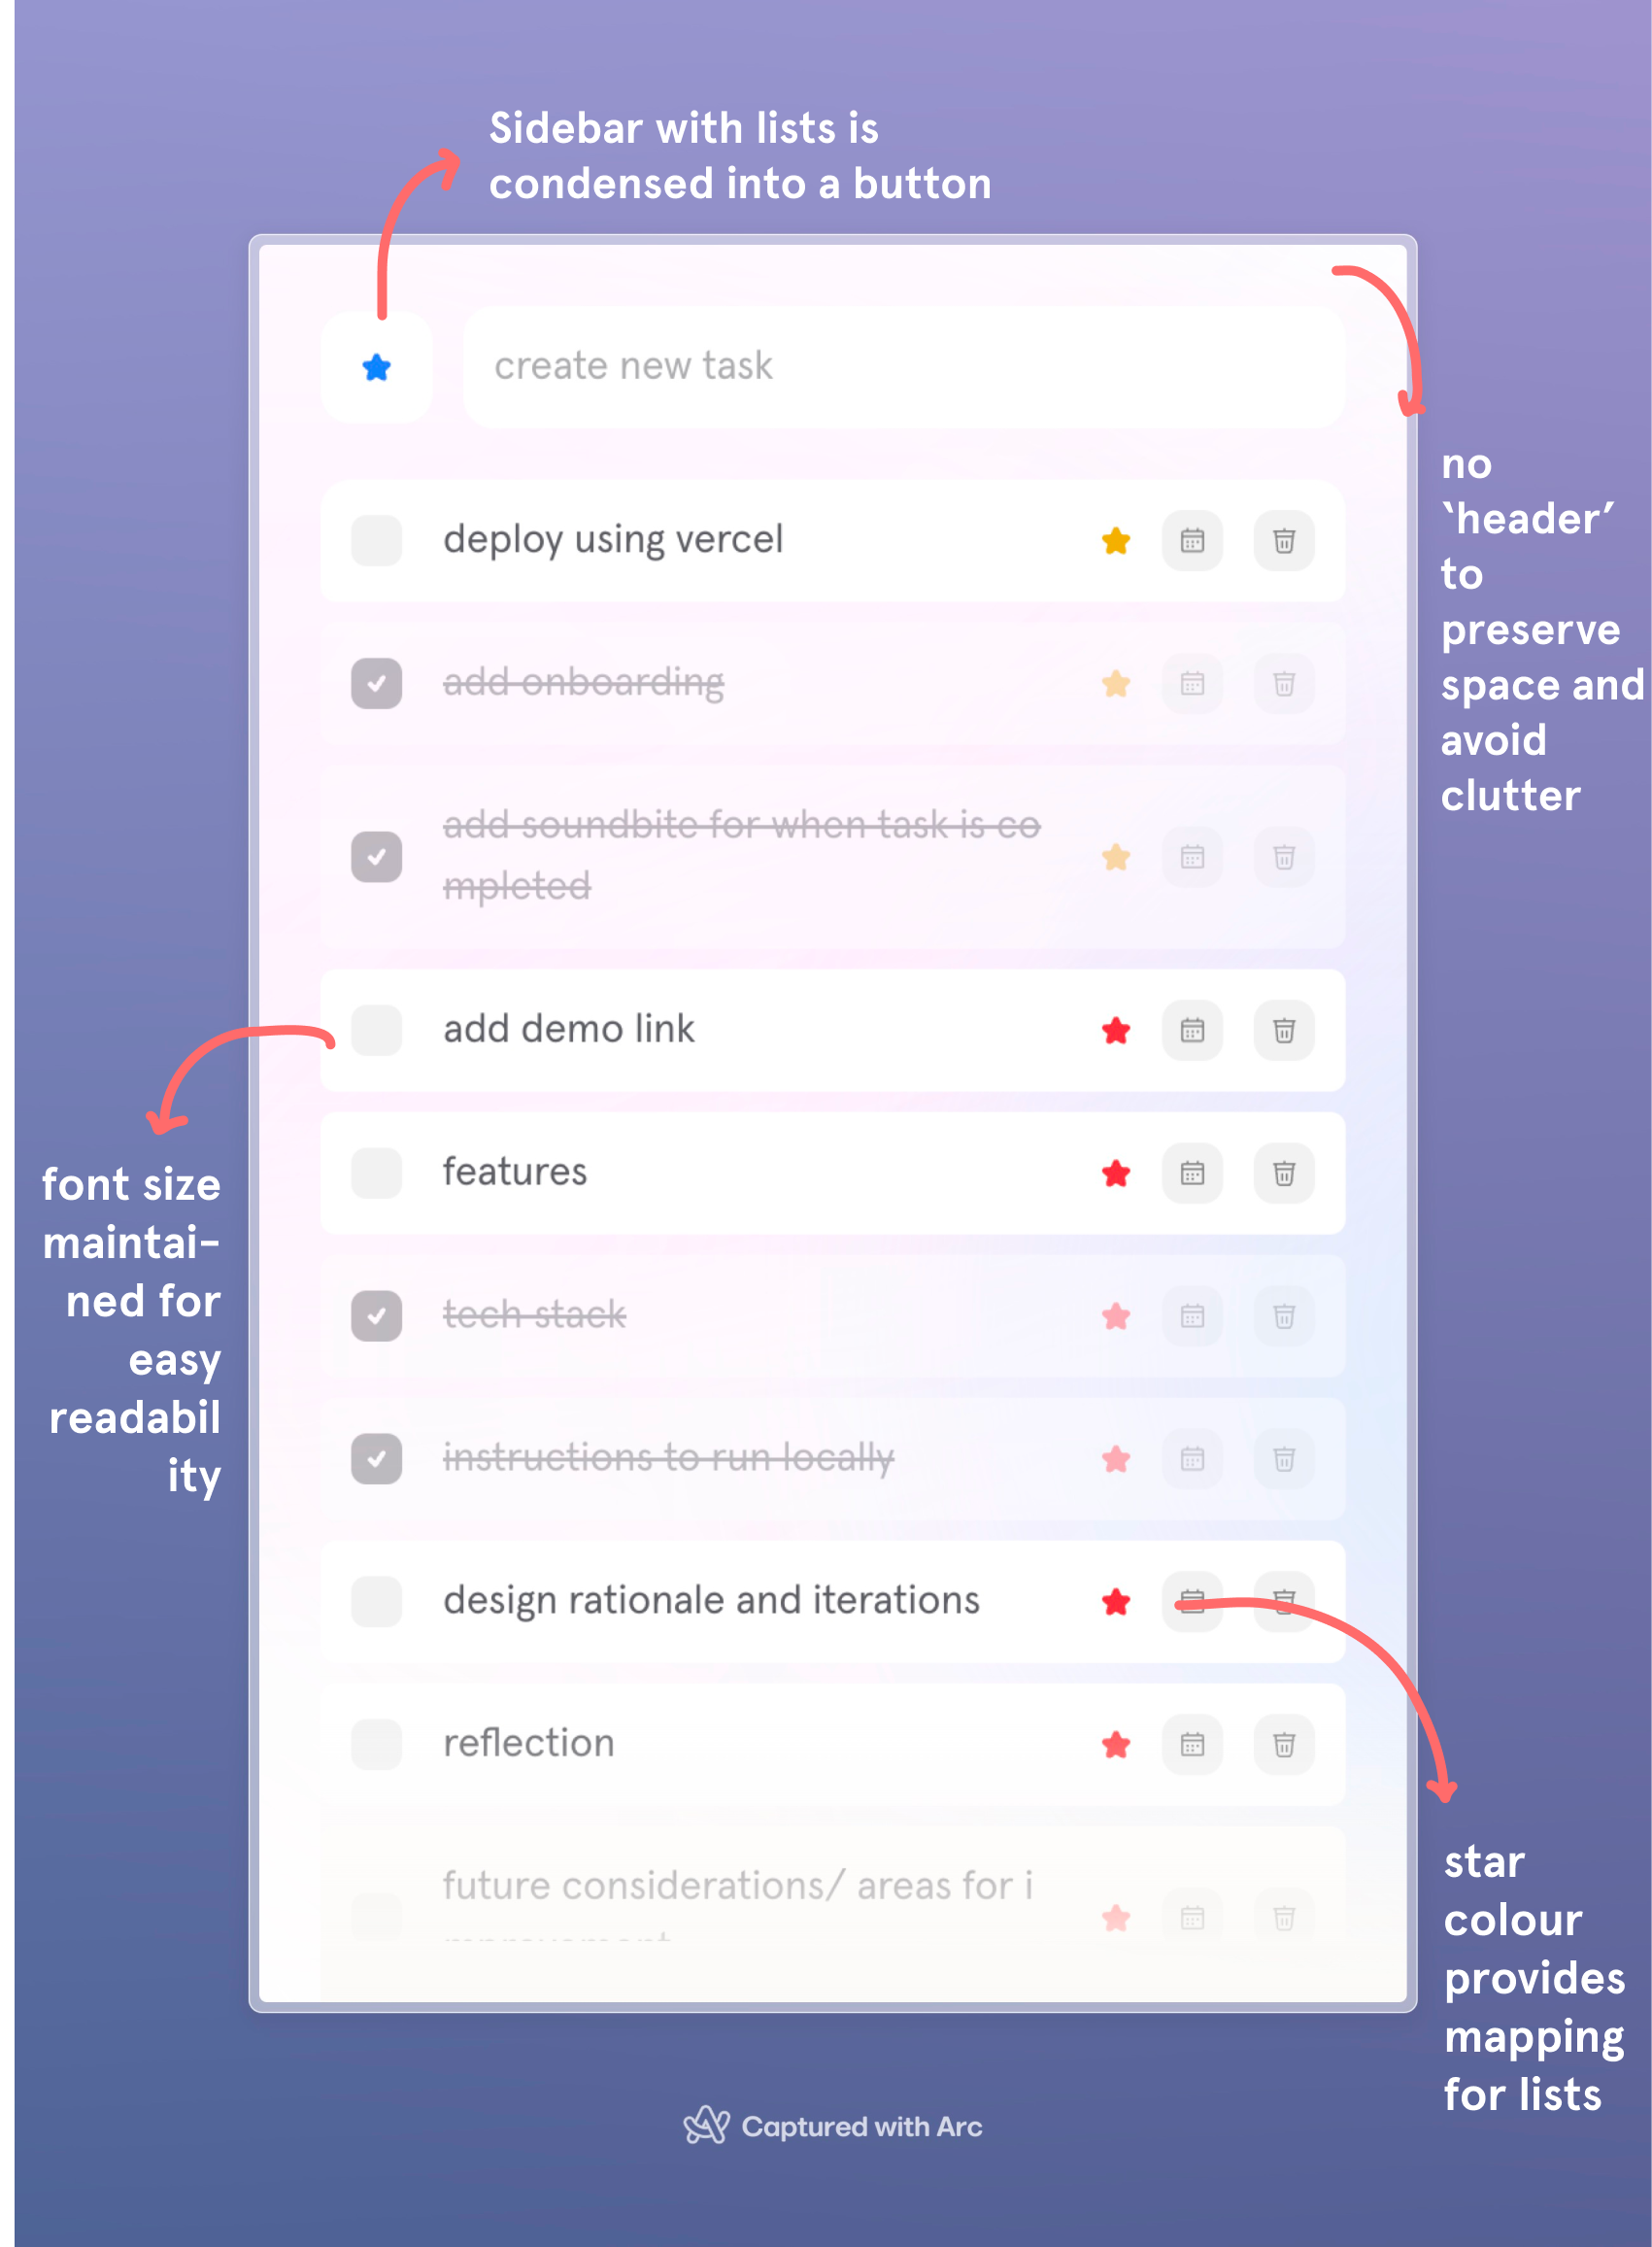 Sidebar with lists is
condensed into a button
create new task
no
‘header’
to
preserve
space and
avoid
clutter
deploy using vercel
add onboarding
add soundbite for when task is co
mpleted
add demo link
font size
maintai-
ned for
easy
readabil
ity
features
tech stack
instructions to run locally
design rationale and iterations
reflection
future considerations/ areas for i
mprovement
star
colour
provides
mapping
for lists
Captured with Arc